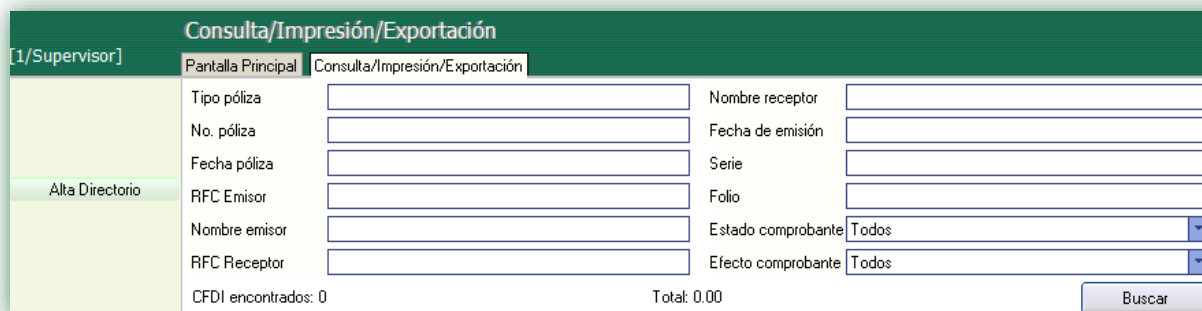 Consulta/Impresión/Exportación
[1/Supervisor]
Pantalla Principal Consulta/Impresión/Exportación
Tipo póliza Nombre receptor
No. póliza Fecha de emisión
Fecha póliza Serie
Alta Directorio RFC Emisor Folio
Nombre emisor Estado comprobante Todos
RFC Receptor Efecto comprobante Todos
CFDI encontrados: 0 Total: 0.00 Buscar